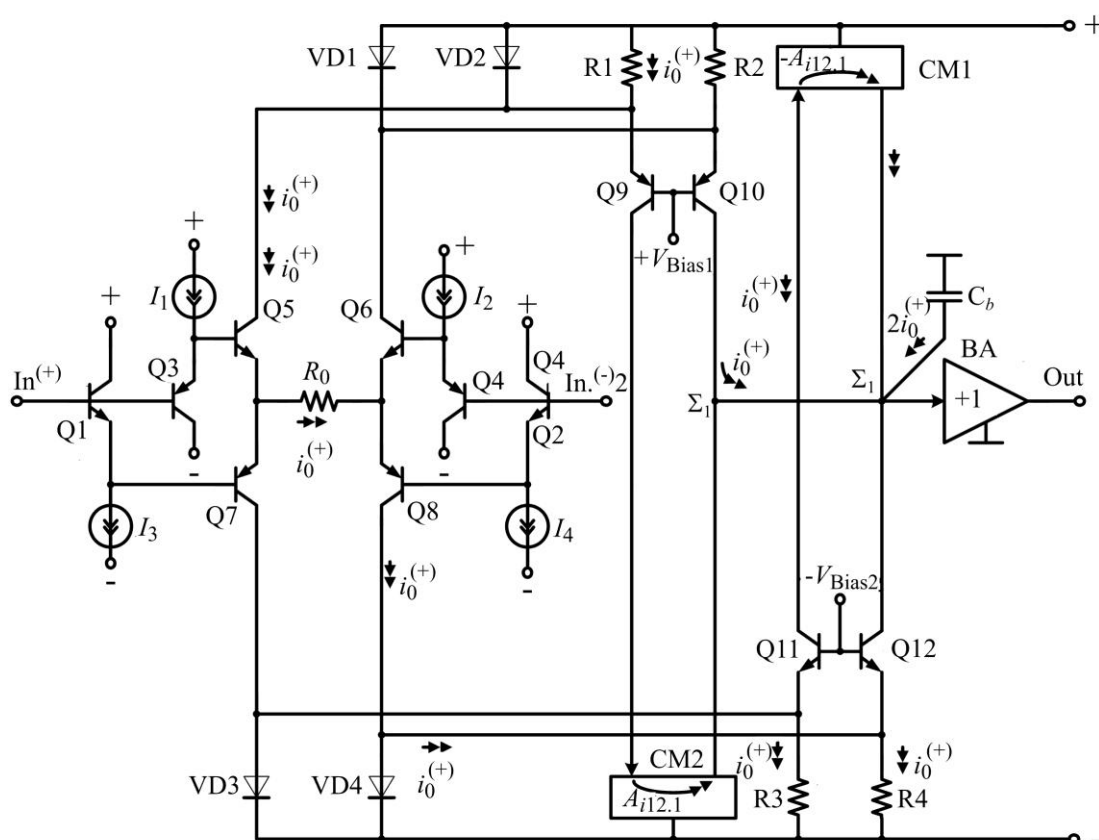 +
VD1
VD2
R1
i0(+)
R2
-Ai12.1
CM1
i0(+)
i0(+)
Q9
Q10
+VBias1
+
I1
Q5
Q6
+
I2
+
+
i0(+)
2i0(+)
Cb
BA
In(+)
Q3
R0
Q4
Q4
In.(-)2
i0(+)
Σ1
Σ1
+1
Out
Q1
i0(+)
Q2
-
-
I3
Q7
Q8
I4
-
-
i0(+)
-VBias2
Q11
Q12
VD3
VD4
i0(+)
CM2
Ai12.1
i0(+)
R3
i0(+)
R4
-